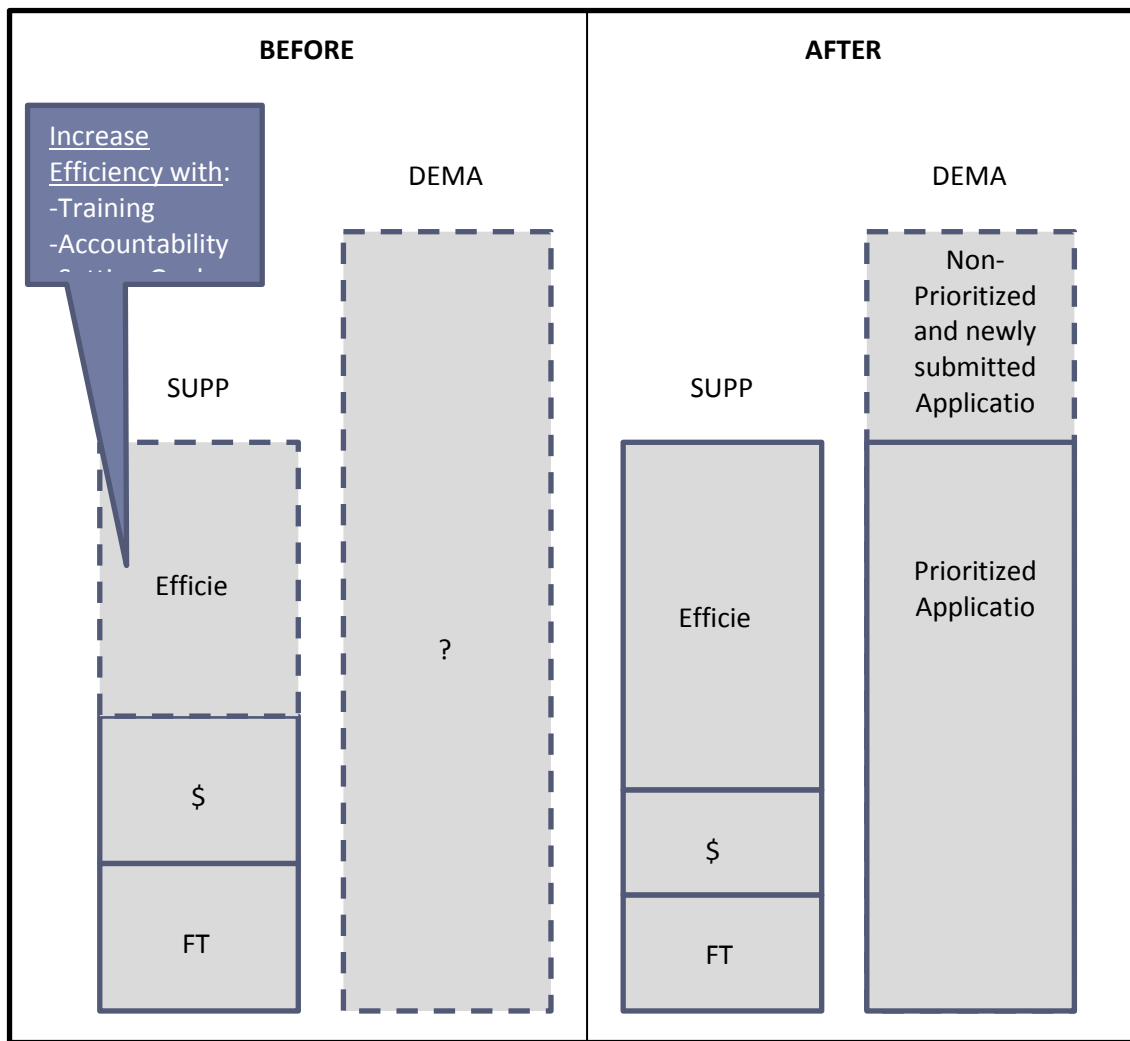 BEFORE
Increase
Efficiency with:
-Training
-Accountability
DEMA
SUPP
Efficie
?
$
FT
AFTER
DEMA
Non-
Prioritized
and newly
submitted
Applicatio
SUPP
Efficie
Prioritized
Applicatio
$
FT